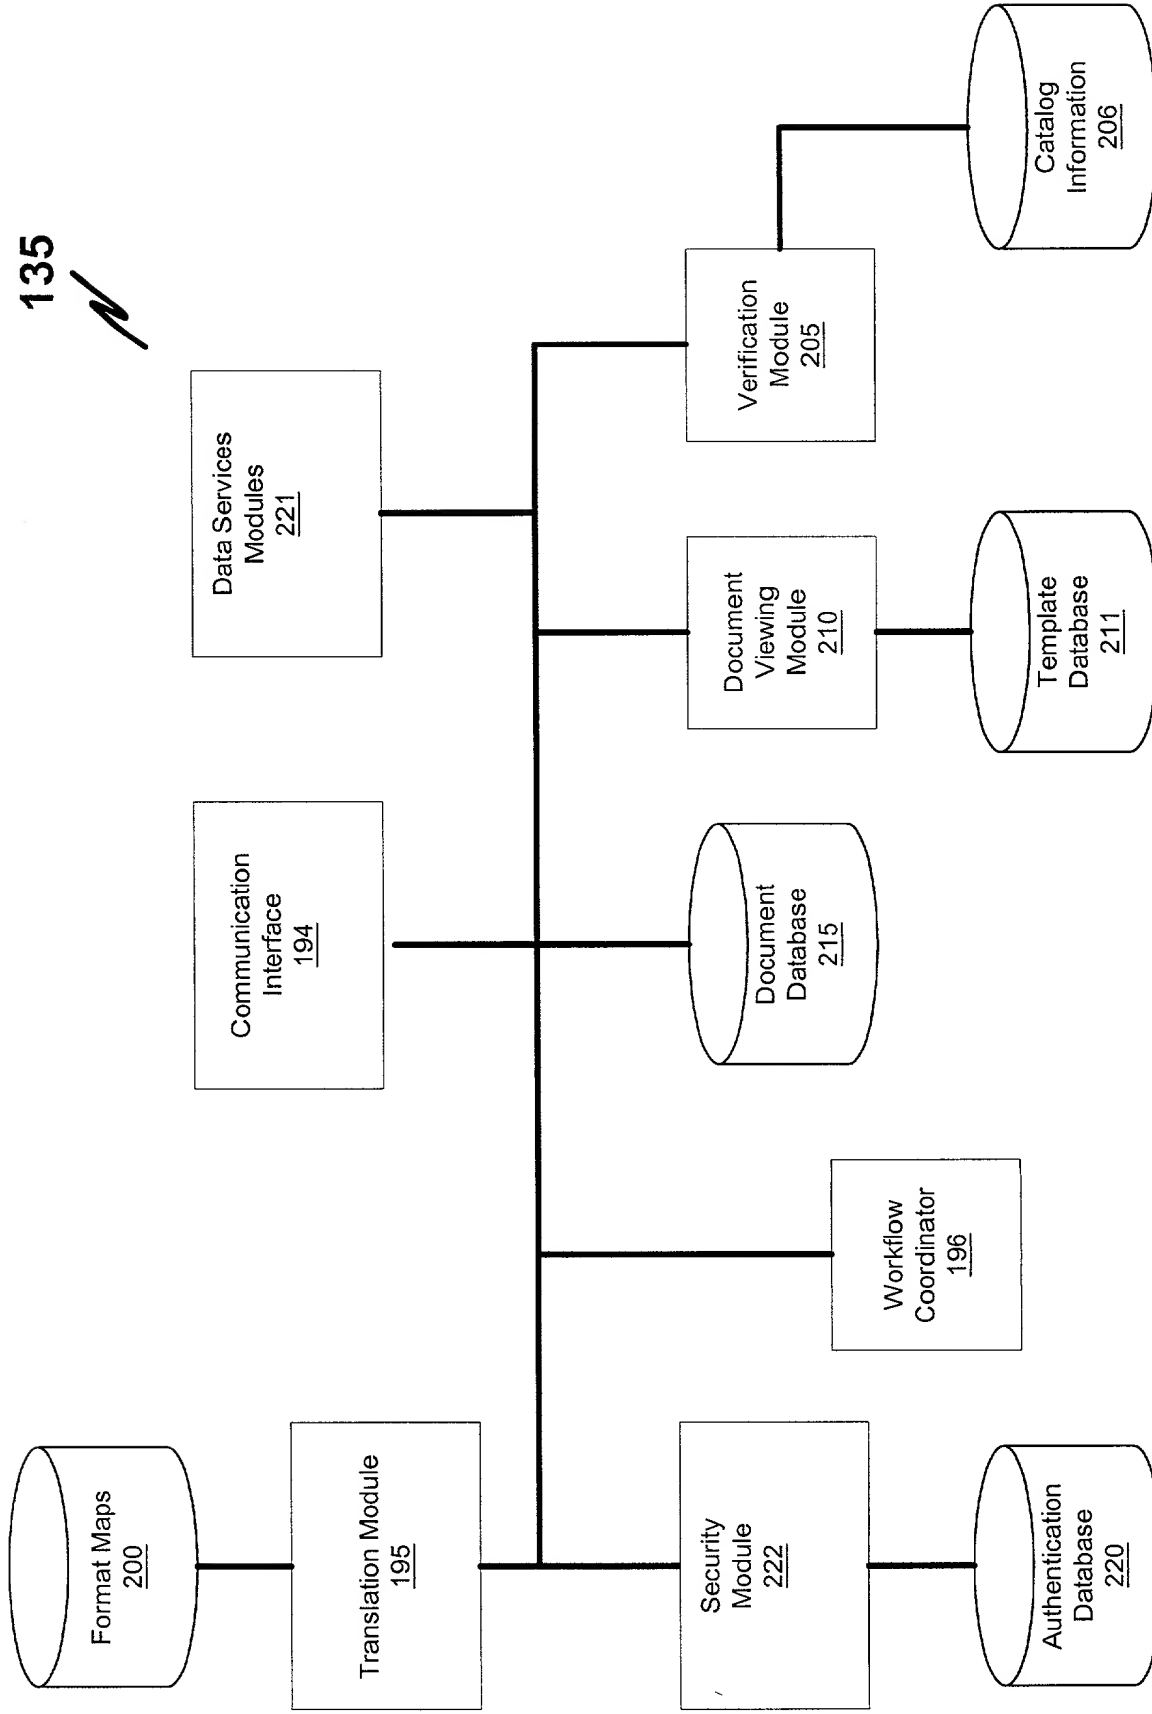 135
Format Maps
200
Translation Module
195
Communication
Interface
194
Data Services
Modules
221
Security
Module
222
Authentication
Database
220
Workflow
Coordinator
196
Document
Database
215
Document
Viewing
Module
210
Template
Database
211
Verification
Module
205
Catalog
Information
206